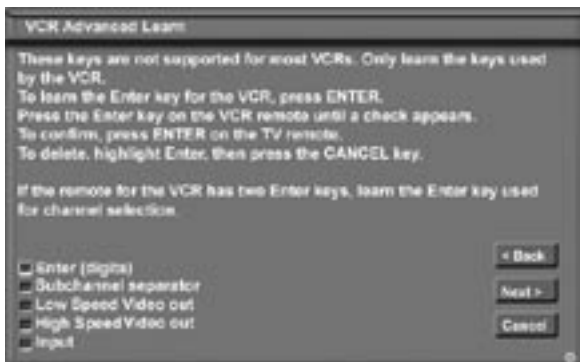 VCR Advanced Learn
These keys are not supported for most VCRs. Only learn the keys used
by the VCR.
To learn the Enter key for the VCR, press ENTER.
Press the Enter key on the VCR remote until a check appears.
To confirm, press ENTER on the TV remote.
To delete, highlight Enter, then press the CANCEL key.
If the remote for the VCR has two Enter keys, learn the Enter key used
for channel selection.
Enter (digits)
Subchannel separator
Low Speed Video out
High Speed Video out
Input
< Back
Next >
Cancel